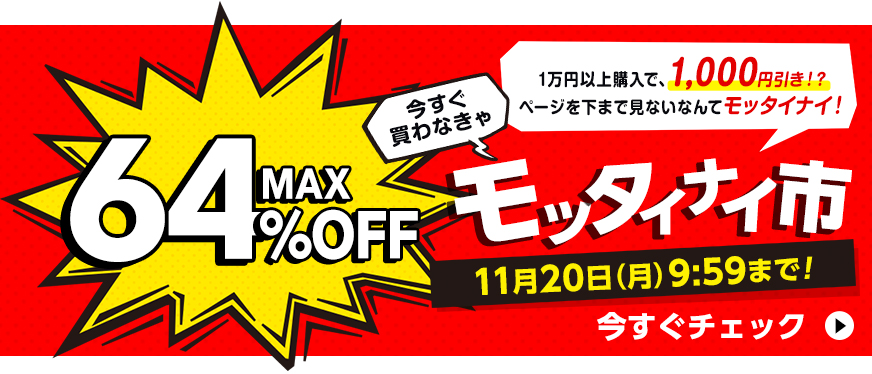 64
MAX
%OFF
今すぐ
買わなきゃ
1万円以上購入で、1,000円引き!?
ページを下まで見ないなんてモッタイナイ!
モッタイナイ市
11月20日(月)9:59まで!
今すぐチェック